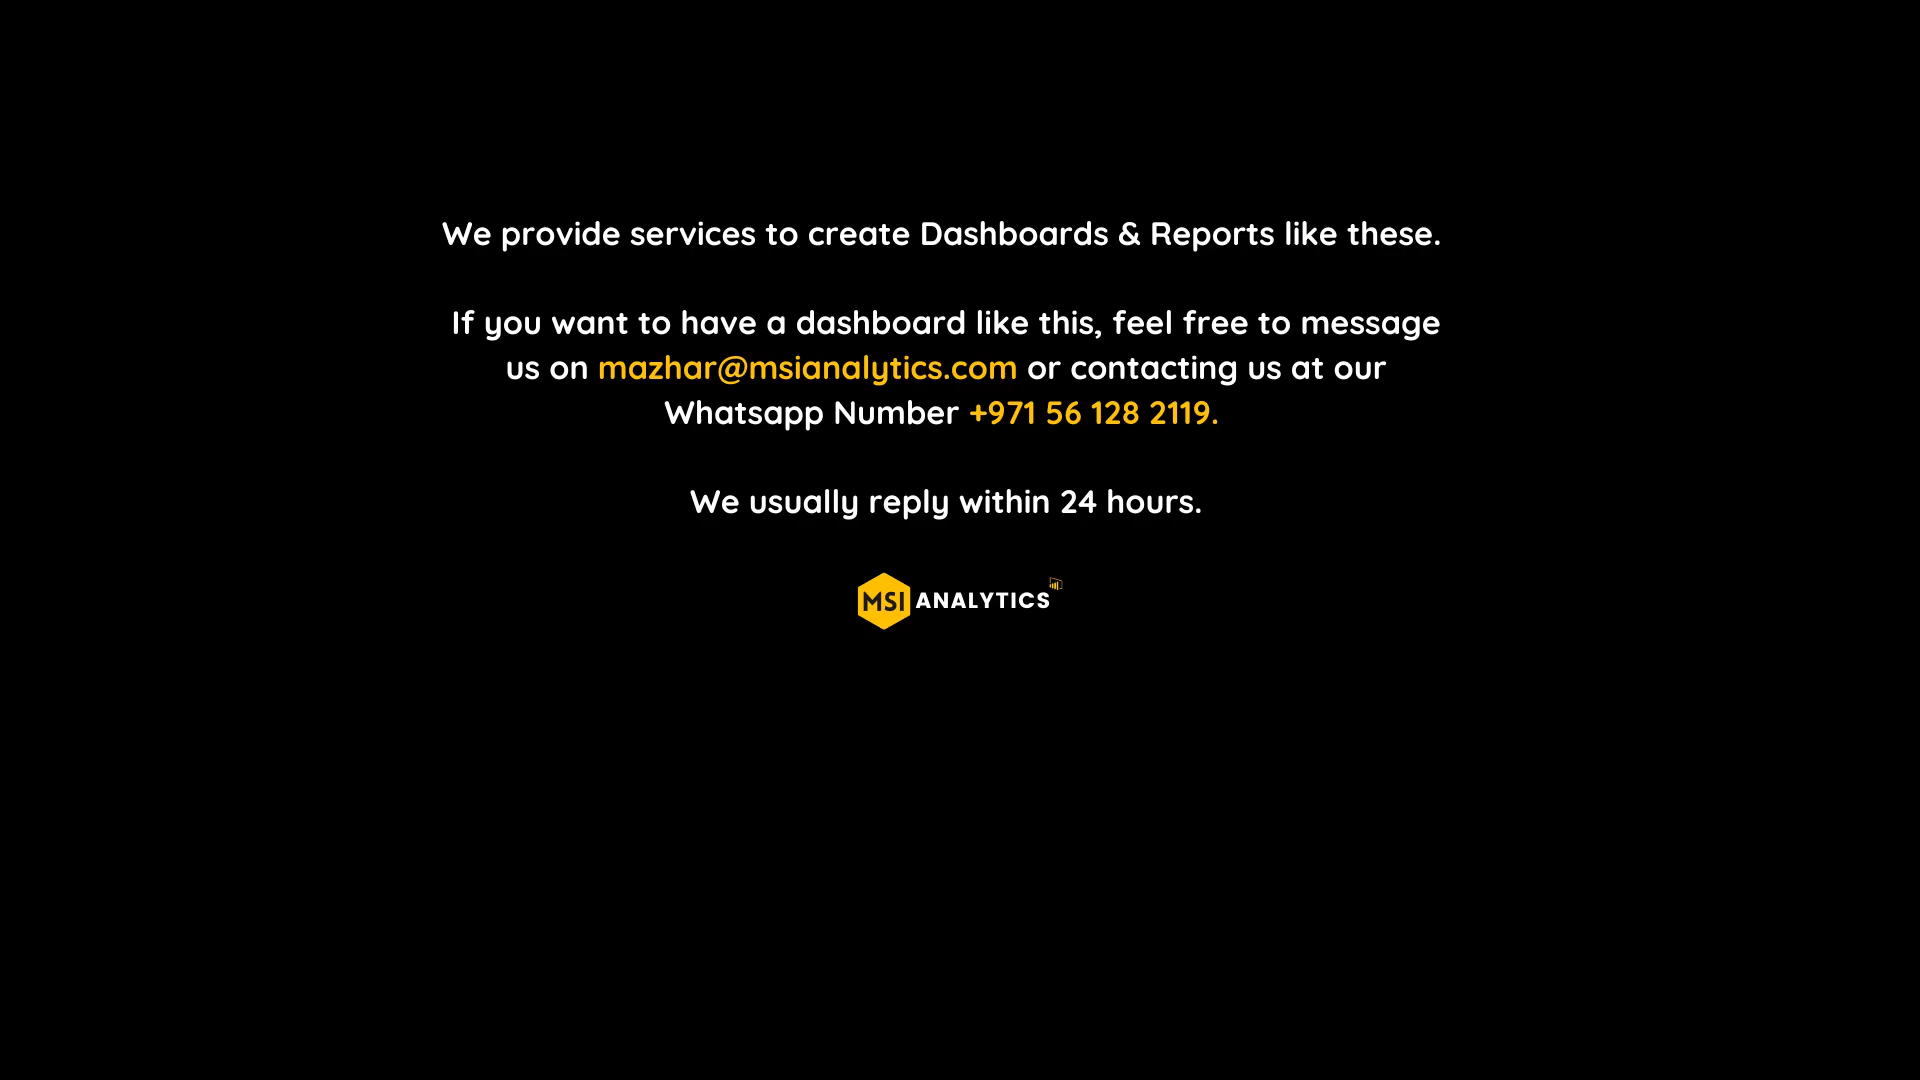 We provide services to create Dashboards & Reports like these.
If you want to have a dashboard like this, feel free to message
us on mazhar@msianalytics.com or contacting us at our
Whatsapp Number +971 56 128 2119.
We usually reply within 24 hours.
MSI ANALYTICS